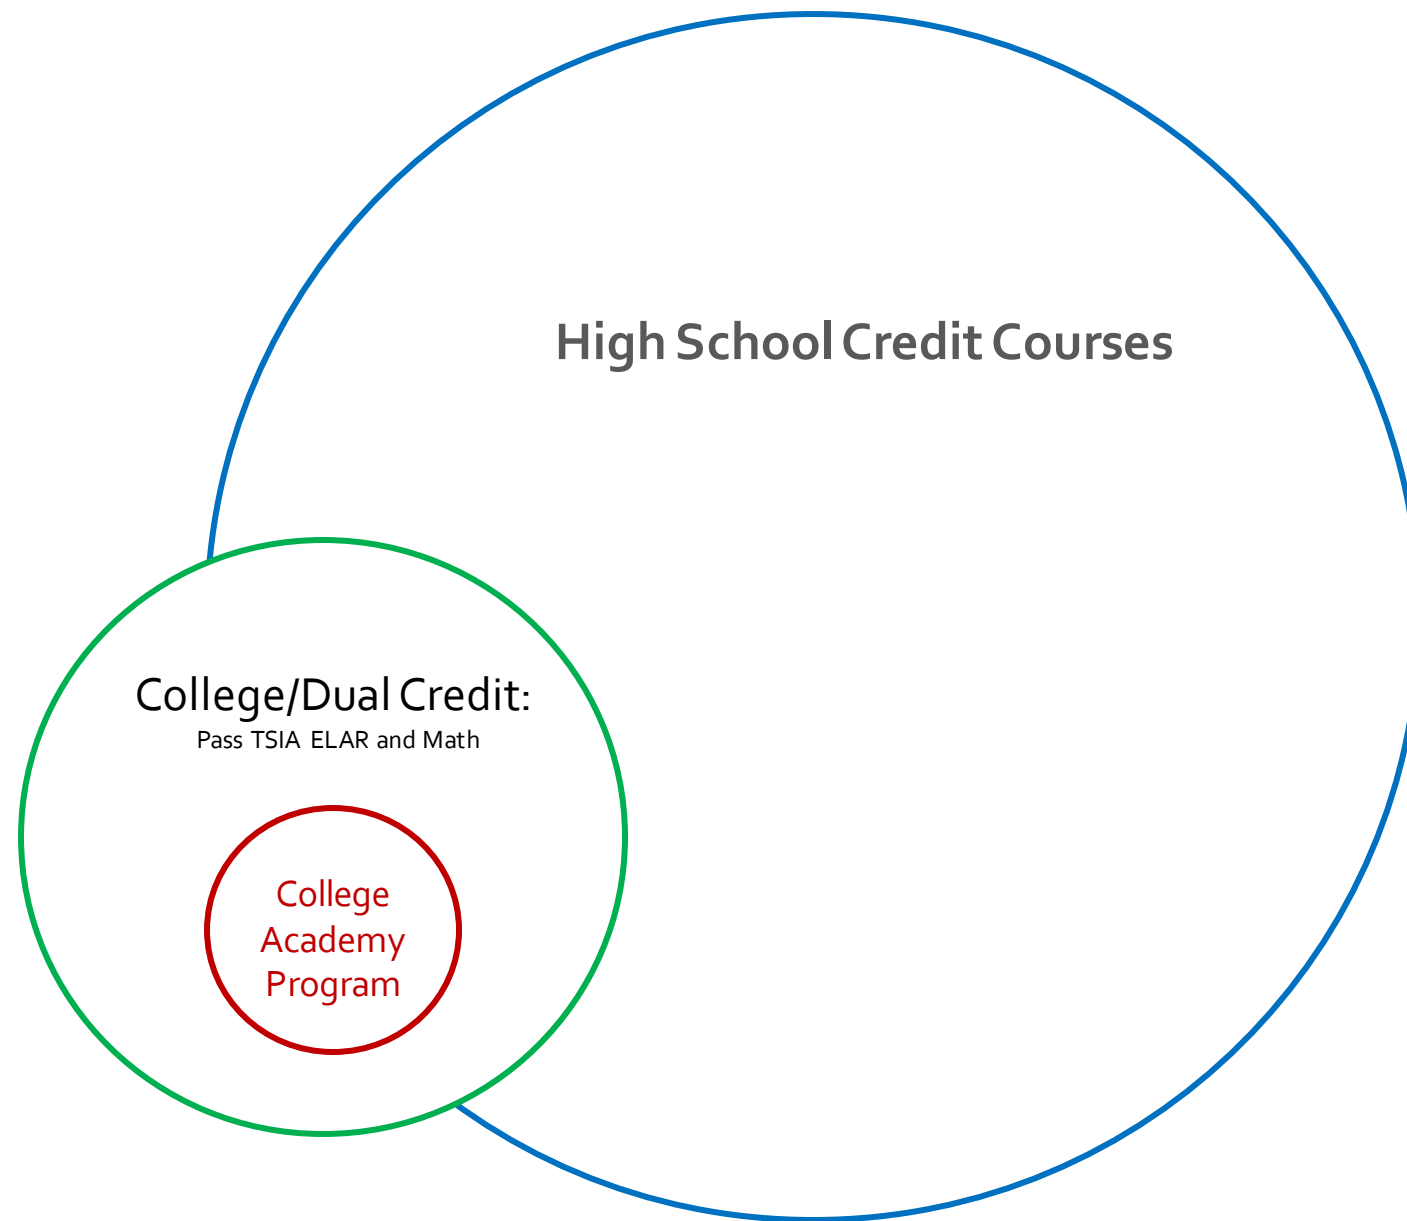 High School Credit Courses
College/Dual Credit:
Pass TSIA ELAR and Math
College
Academy
Program